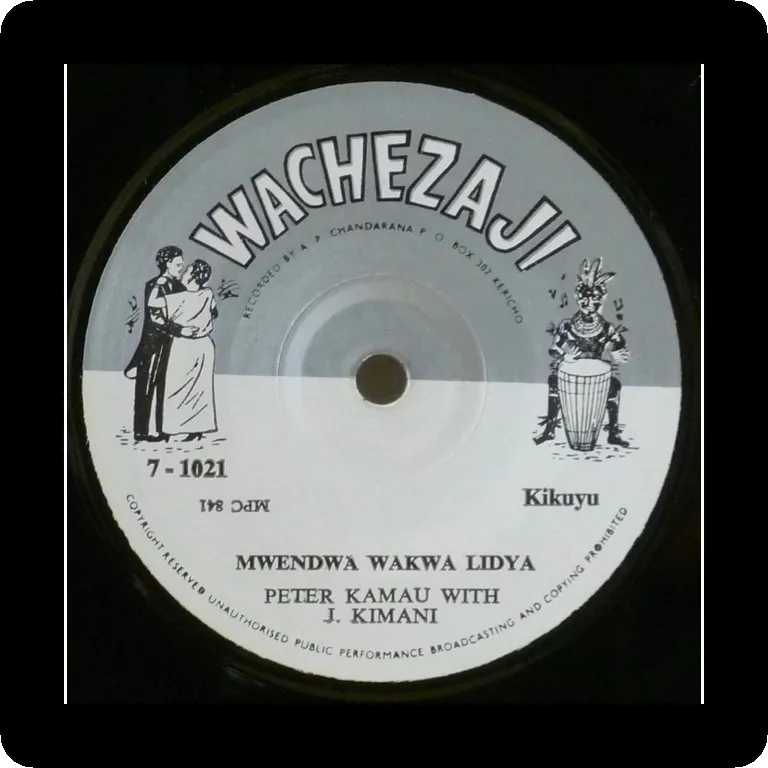 WACHEZAJI
RECORDED BY A. P. CHANDARANA P. O. BOX 302 KERICHO
7 - 1021
MPC 841
Kikuyu
MWENDWA WAKWA LIDYA
PETER KAMAU WITH
J. KIMANI
COPYRIGHT RESERVED UNAUTHORISED PUBLIC PERFORMANCE BROADCASTING AND COPYING PROHIBITED